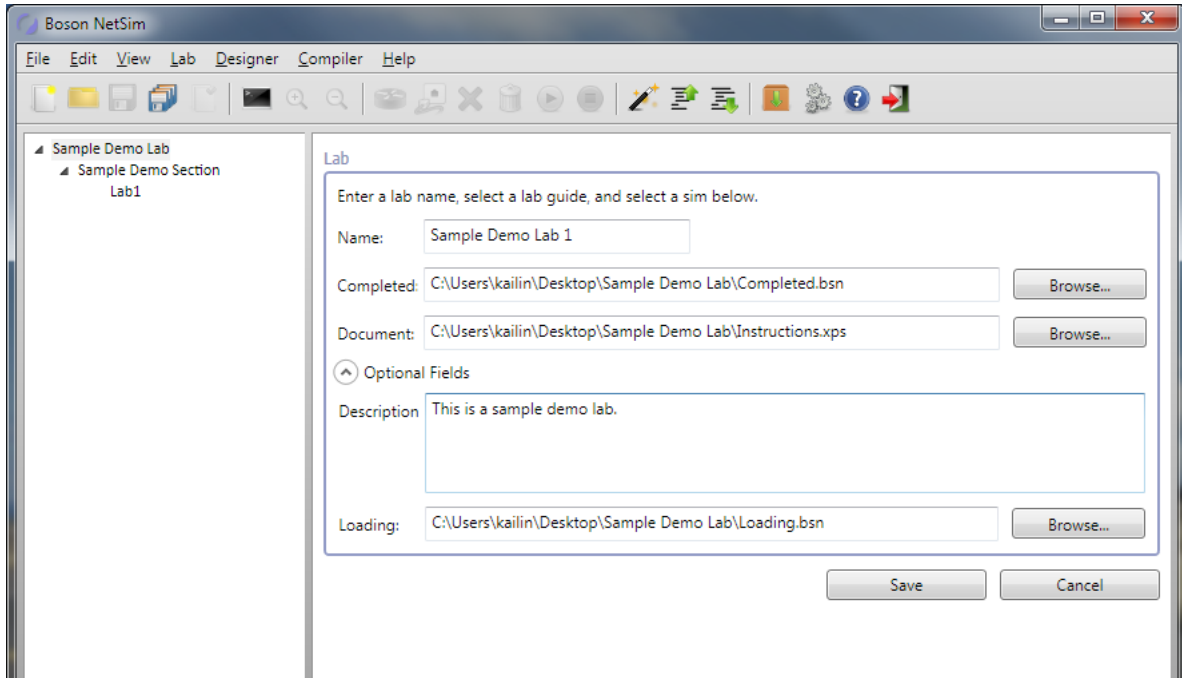 Boson NetSim
File Edit View Lab Designer Compiler Help
Sample Demo Lab
Sample Demo Section
Lab1
Lab
Enter a lab name, select a lab guide, and select a sim below.
Name: Sample Demo Lab 1
Completed: C:\Users\kailin\Desktop\Sample Demo Lab\Completed.bsn Browse...
Document: C:\Users\kailin\Desktop\Sample Demo Lab\Instructions.xps Browse...
Optional Fields
Description This is a sample demo lab.
Loading: C:\Users\kailin\Desktop\Sample Demo Lab\Loading.bsn Browse...
Save Cancel